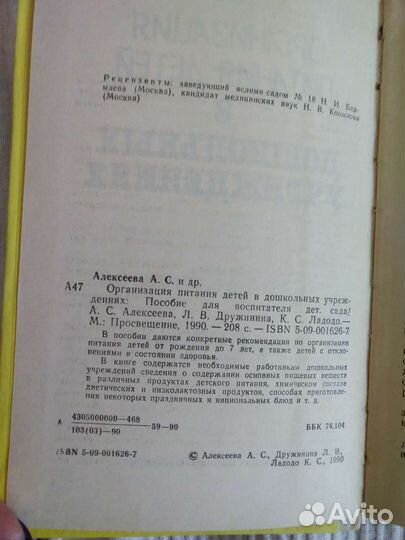 Рецензенты: заведующий яслями-садом № 18 Н. И.
маева (Москва), кандидат медицинских наук Н. В.
(Москва)
Алексеева А. С. и др.
А47 Организация питания детей в дошкольных учреж-
дениях: Пособие для воспитателя дет. сада/
А. С. Алексеева, Л. В. Дружинина, К. С. Ладодо.—
М.: Просвещение, 1990.— 208 с.— ISBN 5-09-001626-7
В пособии даются конкретные рекомендации по организации
питания детей от рождения до 7 лет, а также детей с откло-
нениями в состоянии здоровья.
В книге содержатся необходимые работникам дошкольных
учреждений сведения о содержании основных пищевых веществ
в различных продуктах детского питания, химическом составе
диетических и низколактозных продуктов, способах приготовления
некоторых праздничных и национальных блюд и т. д.
А 4305000000—468
103(03)—90 59—90 ББК 74.104
ISBN 5-09-001626-7 © Алексеева А. С., Дружинина Л. В.,
Ладодо К. С., 1990
Avito